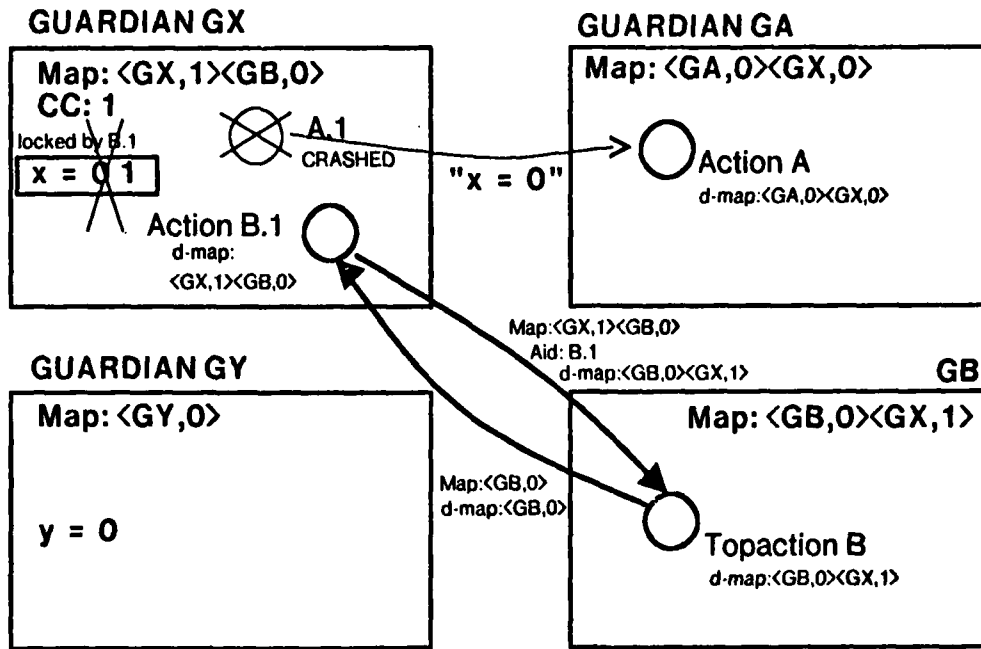 GUARDIAN GX
Map: <GX,1><GB,0>
CC: 1
locked by B.1
x = 0 1
A.1
CRASHED
Action B.1
d-map:
<GX,1><GB,0>
"x = 0"
GUARDIAN GA
Map: <GA,0><GX,0>
Action A
d-map:<GA,0><GX,0>
Map:<GX,1><GB,0>
Aid: B.1
d-map:<GB,0><GX,1>
GUARDIAN GY
Map: <GY,0>
y = 0
Map:<GB,0>
d-map:<GB,0>
GB
Map: <GB,0><GX,1>
Topaction B
d-map:<GB,0><GX,1>